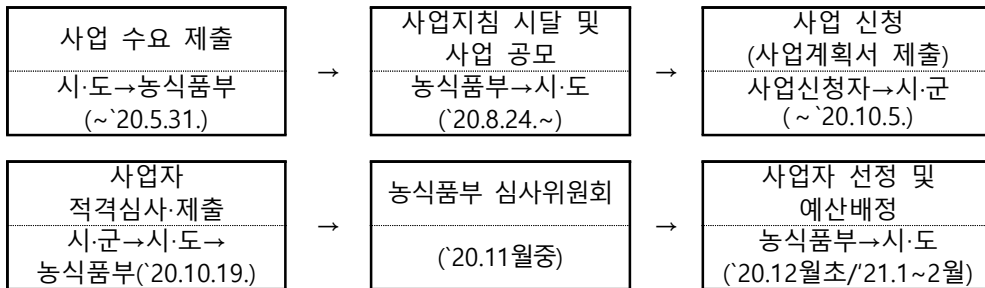 사업 수요 제출
시·도→농식품부
(~`20.5.31.)
→
사업지침 시달 및
사업 공모
농식품부→시·도
(`20.8.24.~)
→
사업 신청
(사업계획서 제출)
사업신청자→시·군
(~`20.10.5.)
사업자
적격심사·제출
시·군→시·도→
농식품부(`20.10.19.)
→
농식품부 심사위원회
(`20.11월중)
→
사업자 선정 및
예산배정
농식품부→시·도
(`20.12월초/'21.1~2월)